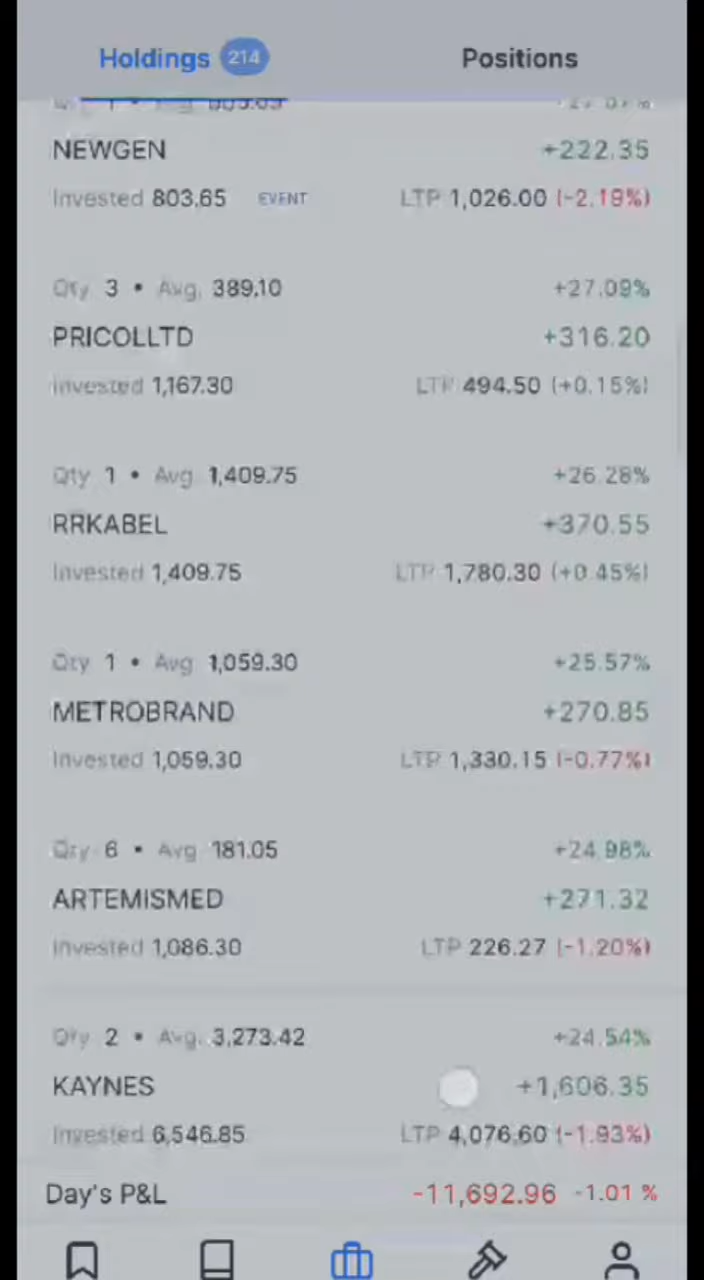 Holdings 214 Positions
NEWGEN +222.35
Invested 803.65 EVENT LTP 1,026.00 (-2.19%)
Qty. 3 • Avg. 389.10 +27.09%
PRICOLLTD +316.20
Invested 1,167.30 LTP 494.50 (+0.15%)
Qty. 1 • Avg. 1,409.75 +26.28%
RRKABEL +370.55
Invested 1,409.75 LTP 1,780.30 (+0.45%)
Qty. 1 • Avg. 1,059.30 +25.57%
METROBRAND +270.85
Invested 1,059.30 LTP 1,330.15 (-0.77%)
Qty. 6 • Avg. 181.05 +24.98%
ARTEMISMED +271.32
Invested 1,086.30 LTP 226.27 (-1.20%)
Qty. 2 • Avg. 3,273.42 +24.54%
KAYNES +1,606.35
Invested 6,546.85 LTP 4,076.60 (-1.93%)
Day's P&L -11,692.96 -1.01 %